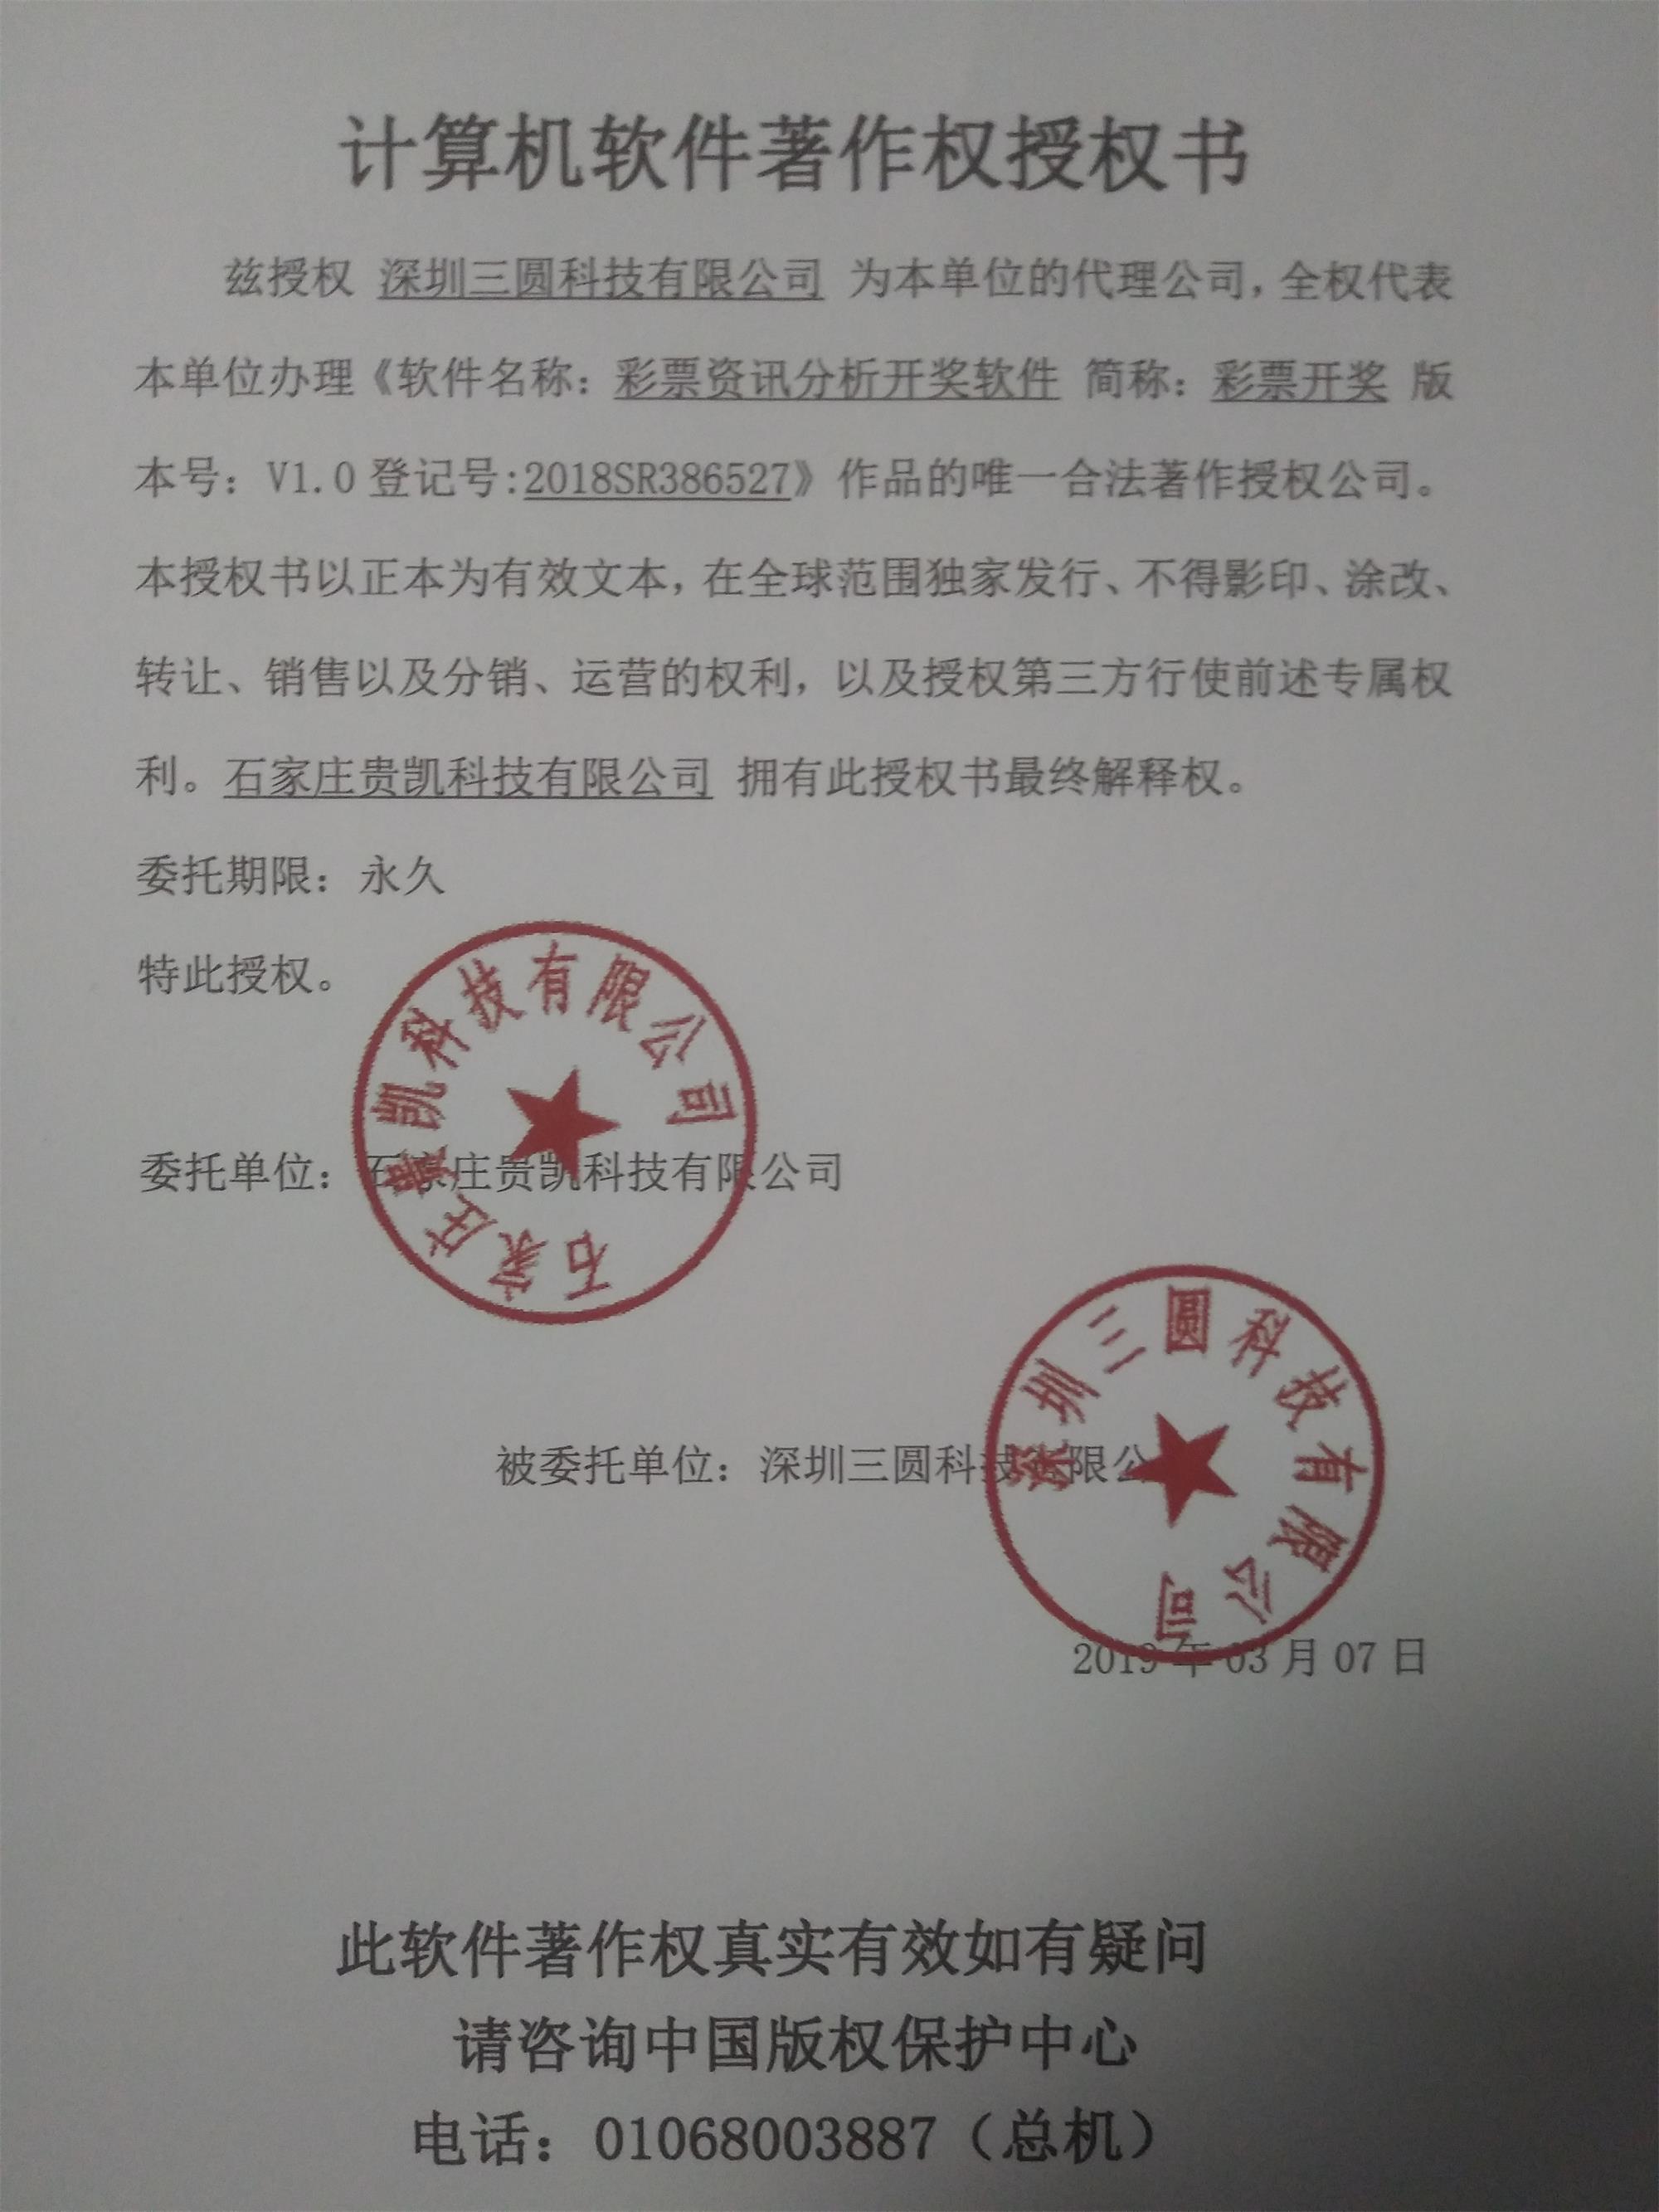 计算机软件著作权授权书
兹授权 深圳三圆科技有限公司 为本单位的代理公司，全权代表
本单位办理《软件名称：彩票资讯分析开奖软件 简称：彩票开奖 版
本号：V1.0 登记号:2018SR386527》作品的唯一合法著作授权公司。
本授权书以正本为有效文本，在全球范围独家发行、不得影印、涂改、
转让、销售以及分销、运营的权利，以及授权第三方行使前述专属权
利。石家庄贵凯科技有限公司 拥有此授权书最终解释权。
委托期限：永久
特此授权。
石家庄贵凯科技有限公司
委托单位：石家庄贵凯科技有限公司
深圳三圆科技有限公司
被委托单位：深圳三圆科技有限公
2019 年 03 月 07 日
此软件著作权真实有效如有疑问
请咨询中国版权保护中心
电话：01068003887（总机）